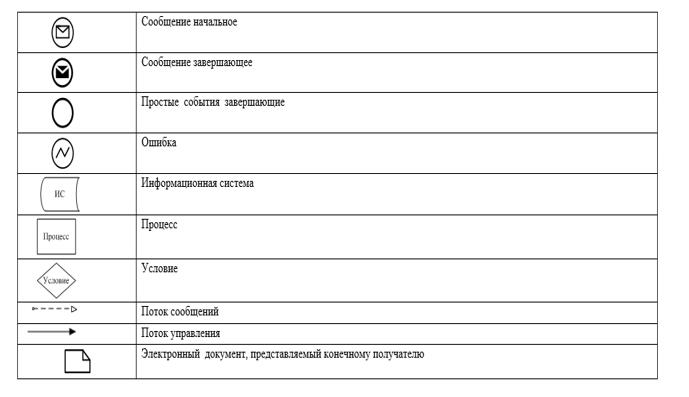 Сообщение начальное
Сообщение завершающее
Простые события завершающие
Ошибка
ИС
Информационная система
Процесс
Процесс
Условие
Условие
Поток сообщений
Поток управления
Электронный документ, представляемый конечному получателю